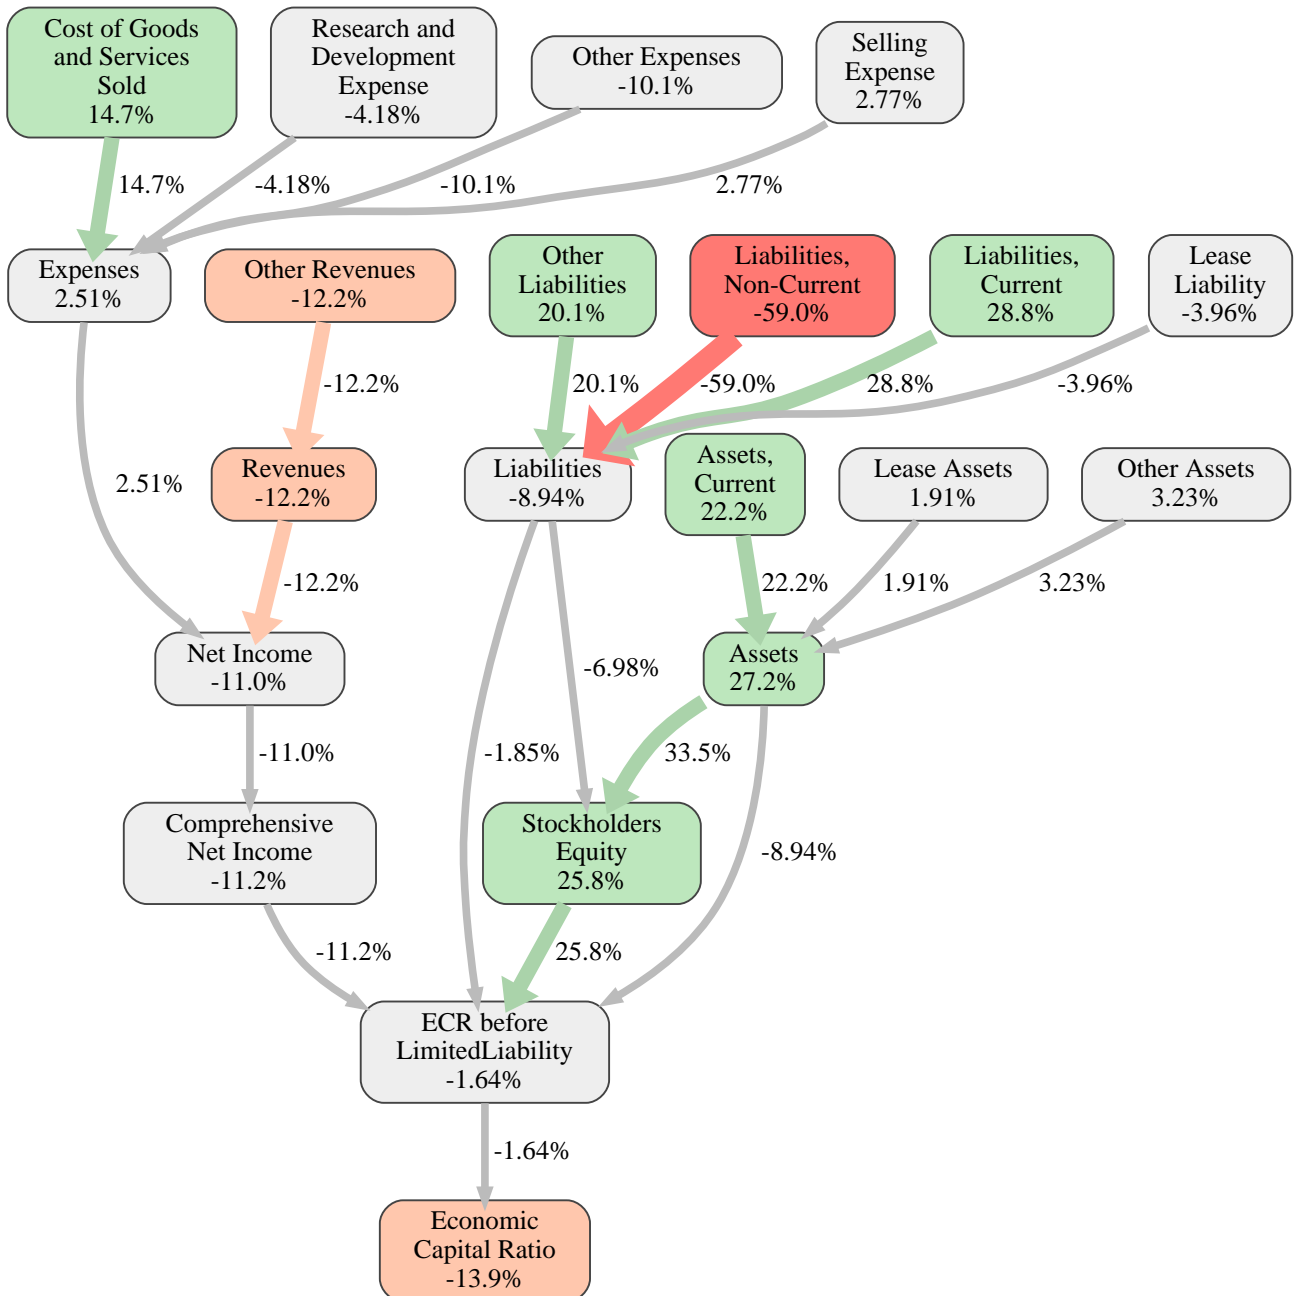 Cost of Goods
and Services
Sold
14.7%
Research and
Development
Expense
-4.18%
Other Expenses
-10.1%
Selling
Expense
2.77%
14.7%
-4.18%
-10.1%
2.77%
Expenses
2.51%
Other Revenues
-12.2%
Other
Liabilities
20.1%
Liabilities,
Non-Current
-59.0%
Liabilities,
Current
28.8%
Lease
Liability
-3.96%
-12.2%
20.1%
-59.0%
28.8%
-3.96%
2.51%
Revenues
-12.2%
Liabilities
-8.94%
Assets,
Current
22.2%
Lease Assets
1.91%
Other Assets
3.23%
-12.2%
22.2%
1.91%
3.23%
Net Income
-11.0%
-6.98%
Assets
27.2%
-11.0%
-1.85%
33.5%
Comprehensive
Net Income
-11.2%
Stockholders
Equity
25.8%
-8.94%
-11.2%
25.8%
ECR before
LimitedLiability
-1.64%
-1.64%
Economic
Capital Ratio
-13.9%